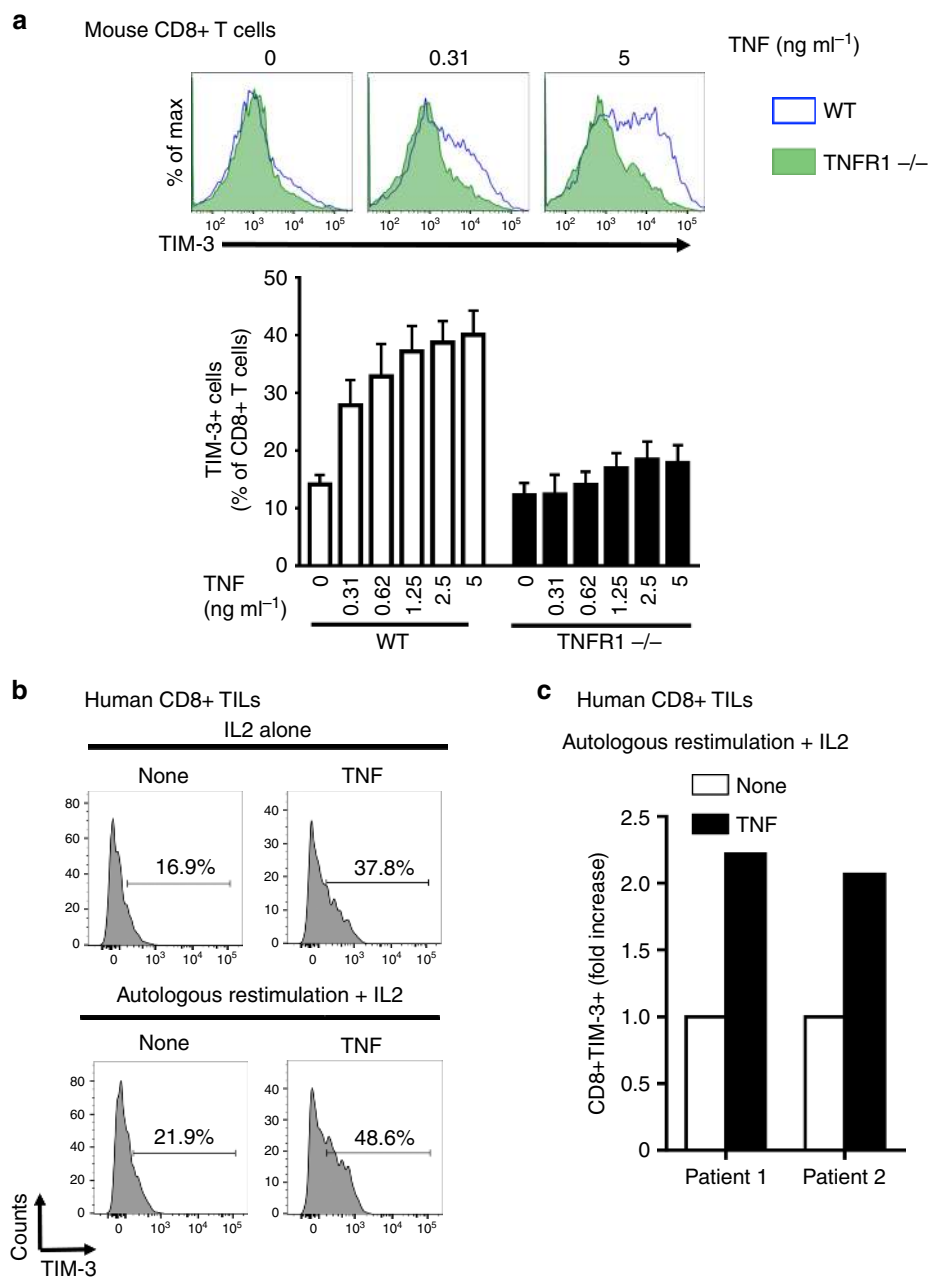 a
Mouse CD8+ T cells
0 0.31 5 TNF (ng ml⁻¹)
% of max
WT
TNFR1 –/–
10² 10³ 10⁴ 10⁵ 10² 10³ 10⁴ 10⁵ 10² 10³ 10⁴ 10⁵
TIM-3
TIM-3+ cells
(% of CD8+ T cells)
50
40
30
20
10
0
TNF
(ng ml⁻¹)
0 0.31 0.62 1.25 2.5 5 0 0.31 0.62 1.25 2.5 5
WT TNFR1 –/–
b
Human CD8+ TILs
IL2 alone
None TNF
80
60
40
20
0
16.9%
0 10³ 10⁴ 10⁵
40
30
20
10
0
37.8%
0 10³ 10⁴ 10⁵
Autologous restimulation + IL2
None TNF
80
60
40
20
0
21.9%
0 10³ 10⁴ 10⁵
40
30
20
10
0
48.6%
0 10³ 10⁴ 10⁵
Counts
TIM-3
c
Human CD8+ TILs
Autologous restimulation + IL2
None
TNF
CD8+TIM-3+ (fold increase)
2.5
2.0
1.5
1.0
0.5
0
Patient 1 Patient 2